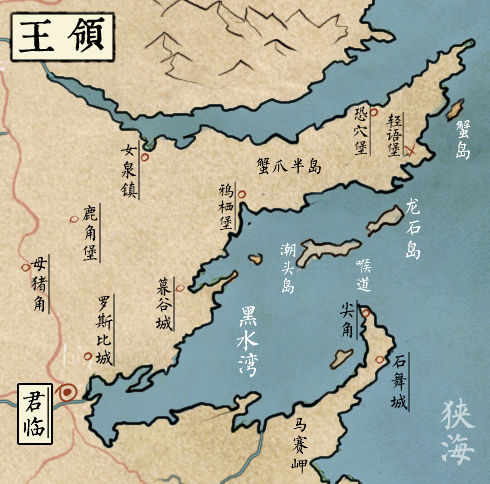 王領
恐穴堡
轻语堡
蟹岛
女泉镇
蟹爪半岛
鸦栖堡
鹿角堡
龙石岛
潮头岛
喉道
母猪角
暮谷城
罗斯比城
尖角
黑水湾
石舞城
君临
马赛岬
狭海